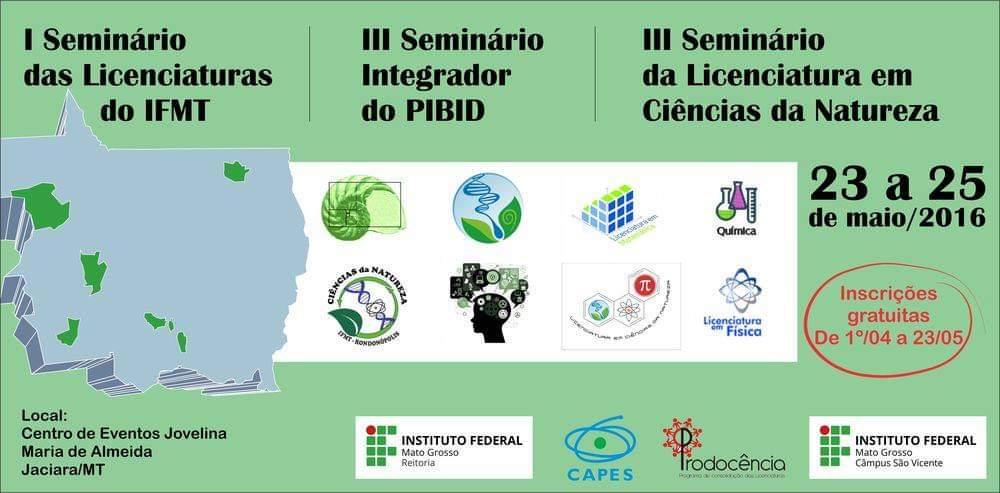 I Seminário
das Licenciaturas
do IFMT
III Seminário
Integrador
do PIBID
III Seminário
da Licenciatura em
Ciências da Natureza
23 a 25
de maio/2016
Licenciatura em
Matemática
Química
CIÊNCIAS da NATUREZA
IFMT - RONDONÓPOLIS
π
LICENCIATURA EM CIÊNCIAS DA NATUREZA
Licenciatura
em Física
Inscrições
gratuitas
De 1º/04 a 23/05
Local:
Centro de Eventos Jovelina
Maria de Almeida
Jaciara/MT
INSTITUTO FEDERAL
Mato Grosso
Reitoria
CAPES
Prodocência
Programa de consolidação das Licenciaturas
INSTITUTO FEDERAL
Mato Grosso
Câmpus São Vicente